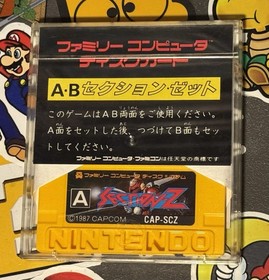 ファミリー コンピュータ
ディスクカード
A・B セクション・ゼット
このゲームはAB両面をご使用ください。
A面をセットした後、つづけてB面もセット
してください。
ファミリー コンピュータ・ファミコンは任天堂の商標です
ファミリー コンピュータ ディスクシステム
A
SECTION Z
©1987 CAPCOM
CAP-SCZ
NINTENDO